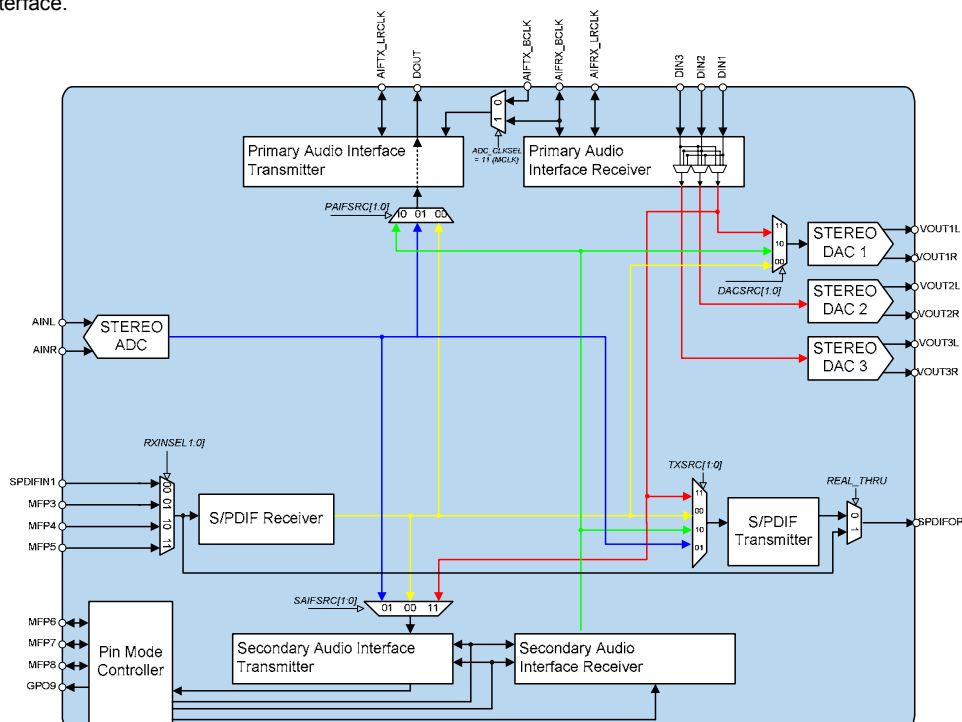 terface.
AIFTX_LRCLK
DOUT
AIFTX_BCLK
AIFRX_BCLK
AIFRX_LRCLK
DIN3
DIN2
DIN1
1 0
ADC_CLKSEL
= 11 (MCLK)
Primary Audio Interface
Transmitter
Primary Audio
Interface Receiver
PAIFSRC[1:0]
10 01 00
11
10
00
DACSRC[1:0]
STEREO
DAC 1
VOUT1L
VOUT1R
STEREO
DAC 2
VOUT2L
VOUT2R
STEREO
DAC 3
VOUT3L
VOUT3R
AINL
AINR
STEREO
ADC
RXINSEL1:0]
SPDIFIN1
MFP3
MFP4
MFP5
00
01
10
11
S/PDIF Receiver
TXSRC[1:0]
11
00
10
01
S/PDIF
Transmitter
REAL_THRU
0
1
SPDIFOP
SAIFSRC[1:0]
01 00 11
MFP6
MFP7
MFP8
GPO9
Pin Mode
Controller
Secondary Audio Interface
Transmitter
Secondary Audio
Interface Receiver